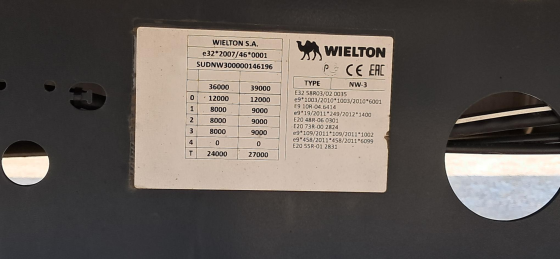 WIELTON S.A.
e32*2007/46*0001
SUDNW300000146196
36000 39000
0 12000 12000
1 8000 9000
2 8000 9000
3 8000 9000
4 0 0
T 24000 27000
WIELTON
CE EAC
TYPE NW-3
E32 58R03/02 0035
e9*1003/2010*1003/2010*6001
E9 10R-04 6414
e9*19/2011*249/2012*1400
E20 48R-06 0301
E20 73R-00 2824
e9*109/2011*109/2011*1002
e9*458/2011*458/2011*6099
E20 55R-01 2831